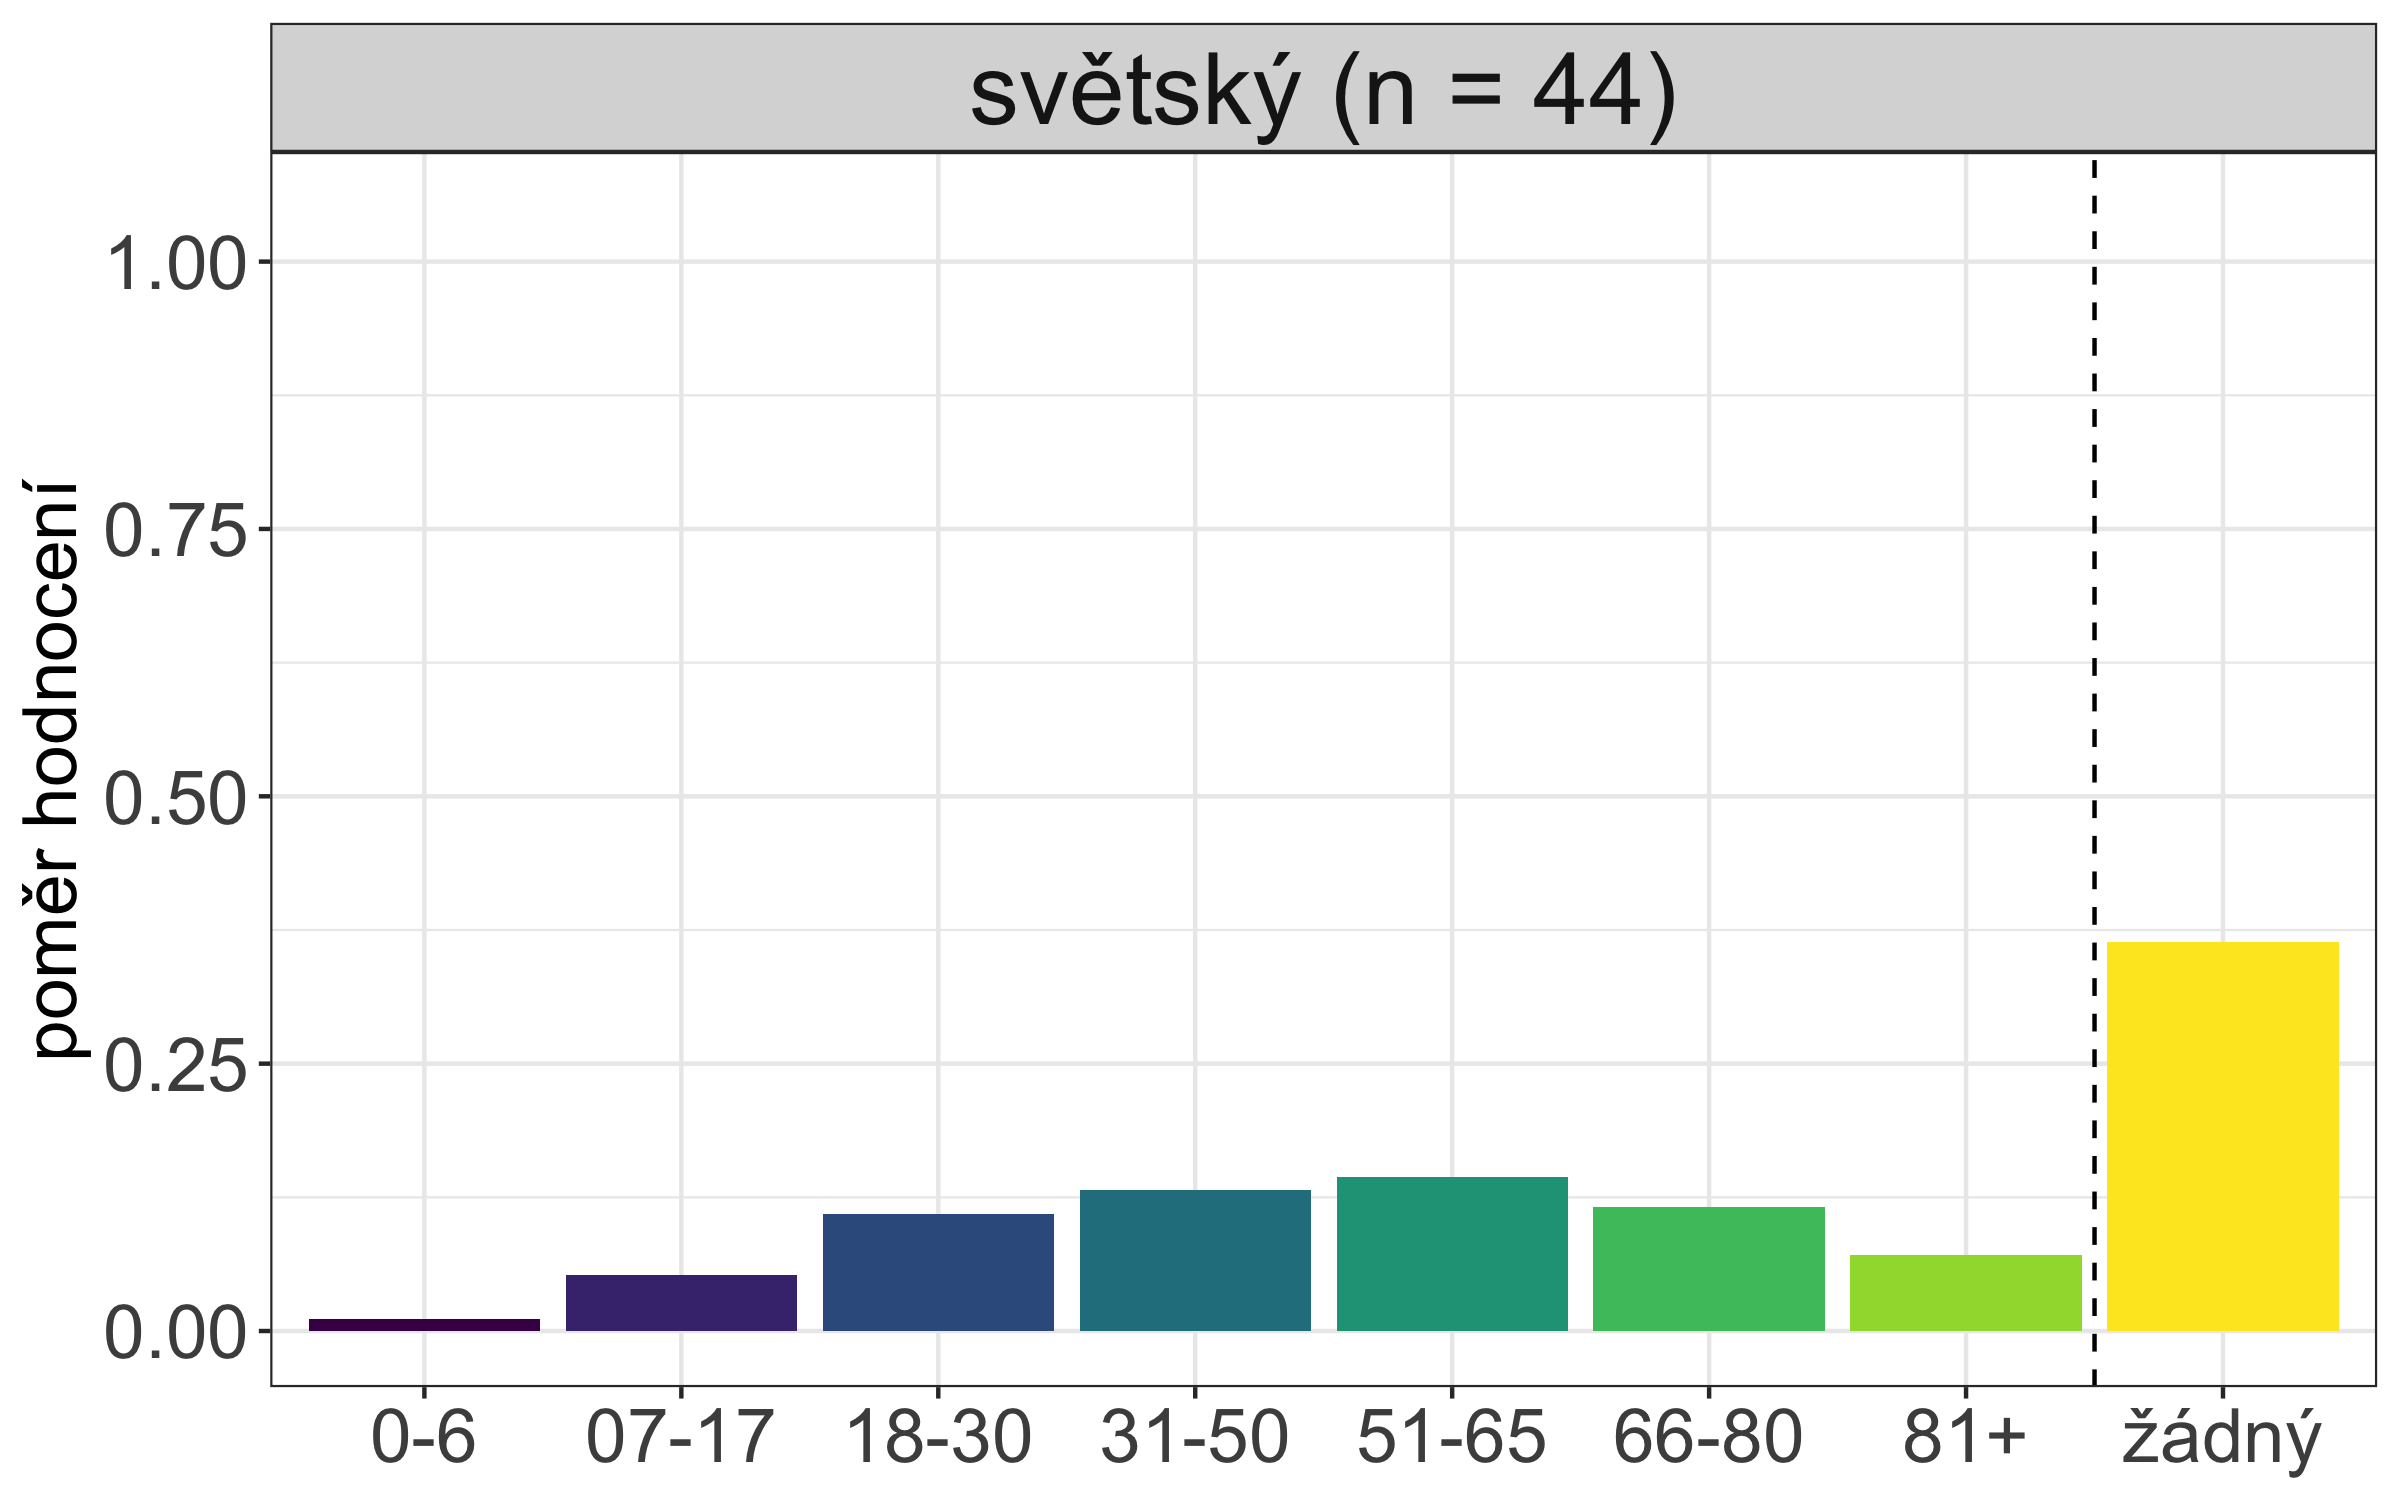 světský (n = 44)
poměr hodnocení
1.00
0.75
0.50
0.25
0.00
0-6 07-17 18-30 31-50 51-65 66-80 81+ žádný